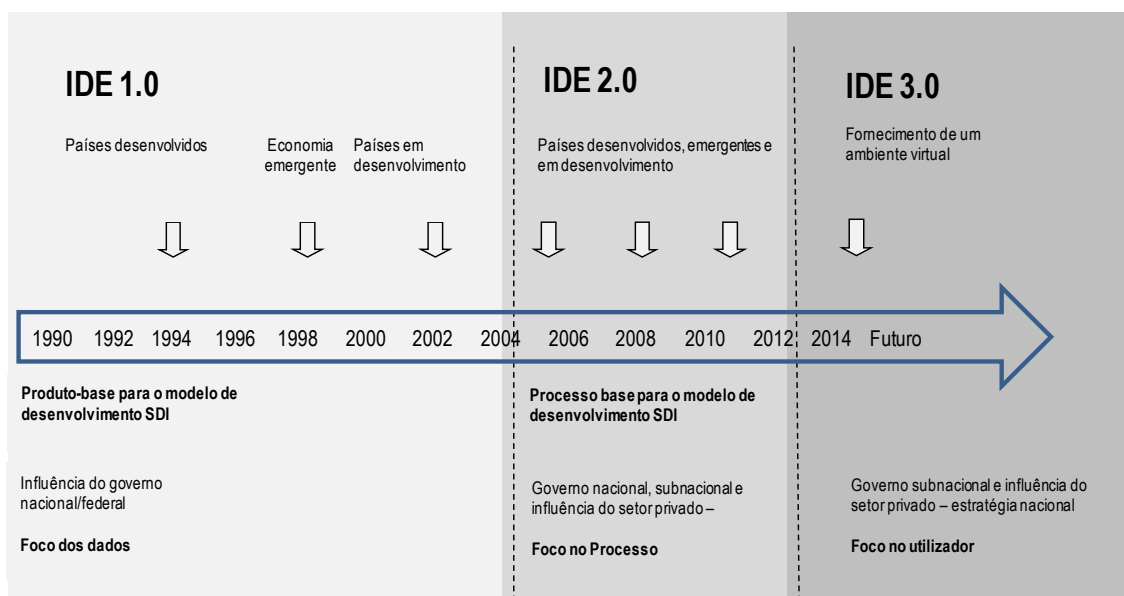 IDE 1.0
Países desenvolvidos
Economia
emergente
Países em
desenvolvimento
IDE 2.0
Países desenvolvidos, emergentes e
em desenvolvimento
IDE 3.0
Fornecimento de um
ambiente virtual
1990 1992 1994 1996 1998 2000 2002 2004 2006 2008 2010 2012 2014 Futuro
Produto-base para o modelo de
desenvolvimento SDI
Influência do governo
nacional/federal
Foco dos dados
Processo base para o modelo de
desenvolvimento SDI
Governo nacional, subnacional e
influência do setor privado –
Foco no Processo
Governo subnacional e influência do
setor privado – estratégia nacional
Foco no utilizador